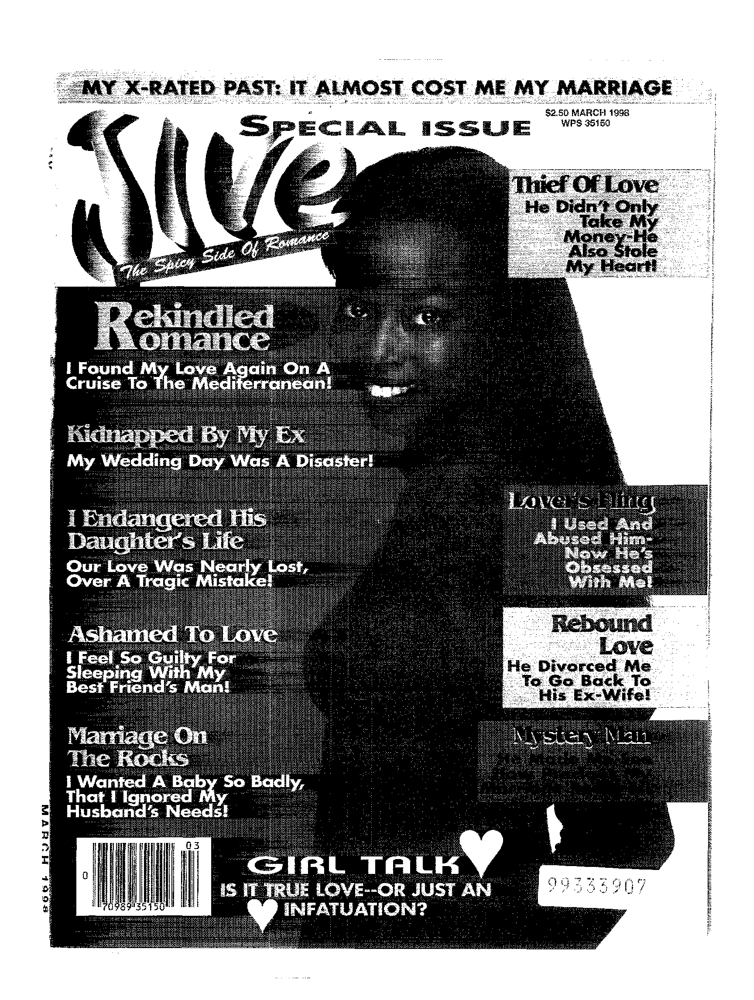 MY X-RATED PAST: IT ALMOST COST ME MY MARRIAGE
SPECIAL ISSUE
$2.50 MARCH 1998
WPS 35150
Jive
The Spicy Side Of Romance
Thief Of Love
He Didn't Only
Take My
Money-He
Also Stole
My Heart!
Rekindled
Romance
I Found My Love Again On A
Cruise To The Mediterranean!
Kidnapped By My Ex
My Wedding Day Was A Disaster!
I Endangered His
Daughter's Life
Our Love Was Nearly Lost,
Over A Tragic Mistake!
Lover's Fling
I Used And
Abused Him-
Now He's
Obsessed
With Me!
Ashamed To Love
I Feel So Guilty For
Sleeping With My
Best Friend's Man!
Rebound
Love
He Divorced Me
To Go Back To
His Ex-Wife!
Marriage On
The Rocks
I Wanted A Baby So Badly,
That I Ignored My
Husband's Needs!
Mystery Man
He Made Me
MARCH 1998
03
0
70989 35150
GIRL TALK
IS IT TRUE LOVE--OR JUST AN
INFATUATION?
99333907